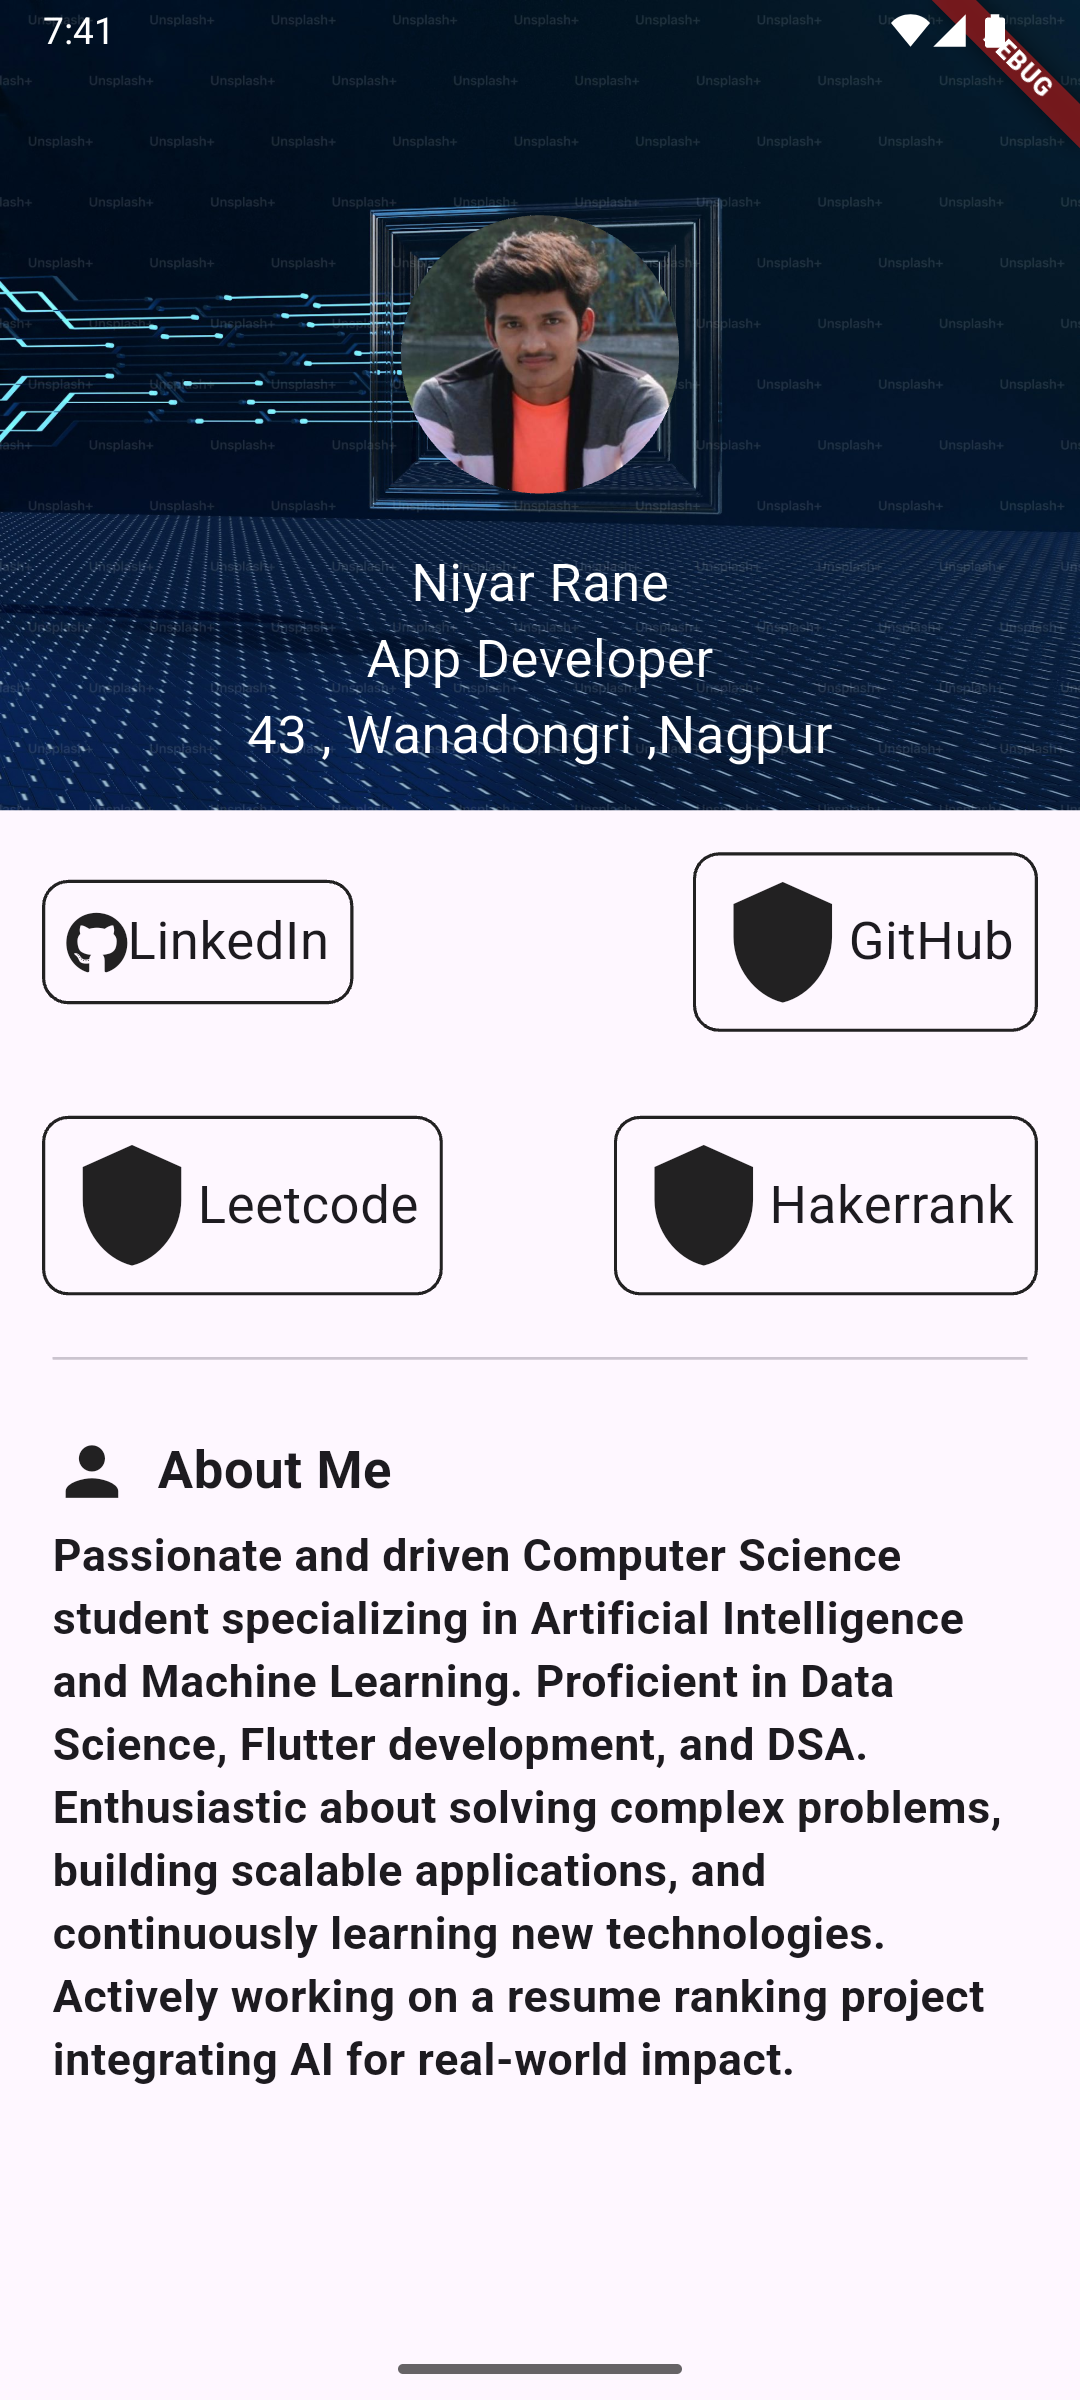 7:41
EBUG
Unsplash+
Niyar Rane
App Developer
43 , Wanadongri ,Nagpur
LinkedIn
GitHub
Leetcode
Hakerrank
About Me
Passionate and driven Computer Science
student specializing in Artificial Intelligence
and Machine Learning. Proficient in Data
Science, Flutter development, and DSA.
Enthusiastic about solving complex problems,
building scalable applications, and
continuously learning new technologies.
Actively working on a resume ranking project
integrating AI for real-world impact.